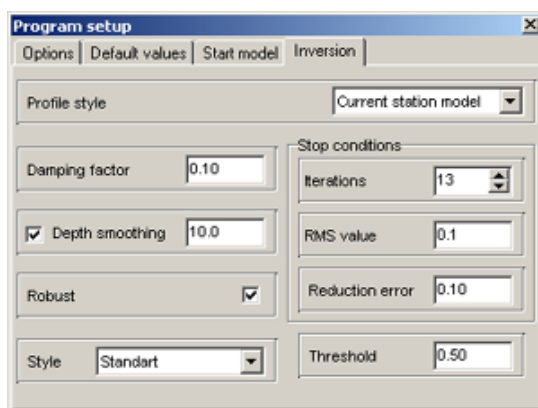 Program setup
Options Default values Start model Inversion
Profile style Current station model
Damping factor 0.10
Depth smoothing 10.0
Robust
Style Standart
Stop conditions
Iterations 13
RMS value 0.1
Reduction error 0.10
Threshold 0.50